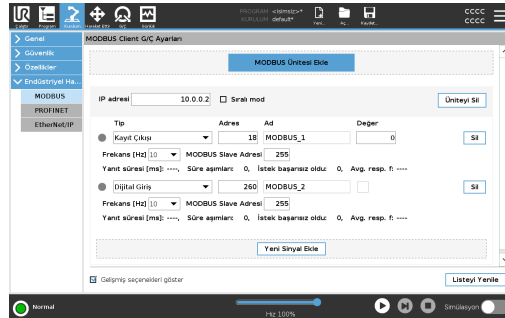 PROGRAM <isimsiz>*
KURULUM default*
Çalıştır Program Kurulum Hareket Ettir G/Ç Günlük
Yeni... Aç... Kaydet...
cccc
cccc
Genel
Güvenlik
Özellikler
Endüstriyel Ha...
MODBUS
PROFINET
EtherNet/IP
MODBUS Client G/Ç Ayarları
MODBUS Ünitesi Ekle
IP adresi 10.0.0.2 Sıralı mod Üniteyi Sil
Tip Adres Ad Değer
Kayıt Çıkışı 18 MODBUS_1 0 Sil
Frekans [Hz] 10 MODBUS Slave Adresi 255
Yanıt süresi [ms]: ----, Süre aşımları: 0, İstek başarısız oldu: 0, Avg. resp. f: ----
Dijital Giriş 260 MODBUS_2 Sil
Frekans [Hz] 10 MODBUS Slave Adresi 255
Yanıt süresi [ms]: ----, Süre aşımları: 0, İstek başarısız oldu: 0, Avg. resp. f: ----
Yeni Sinyal Ekle
Gelişmiş seçenekleri göster Listeyi Yenile
Normal
Hız 100%
Simülasyon